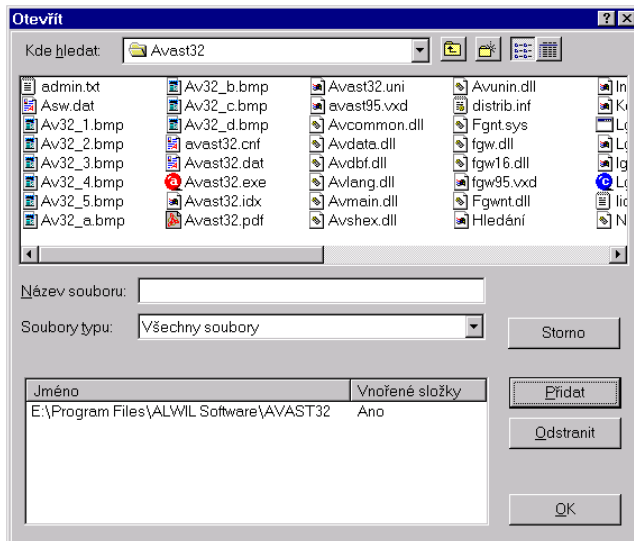 Otevřít
Kde hledat: Avast32
admin.txt Av32_b.bmp Avast32.uni Avunin.dll In
Asw.dat Av32_c.bmp avast95.vxd distrib.inf
Av32_1.bmp Av32_d.bmp Avcommon.dll Fgnt.sys
Av32_2.bmp avast32.cnf Avdata.dll fgw.dll
Av32_3.bmp Avast32.dat Avdbf.dll fgw16.dll
Av32_4.bmp Avast32.exe Avlang.dll fgw95.vxd
Av32_5.bmp Avast32.idx Avmain.dll Fgwnt.dll
Av32_a.bmp Avast32.pdf Avshex.dll Hledání N
Název souboru:
Soubory typu: Všechny soubory
Storno
Jméno Vnořené složky
E:\Program Files\ALWIL Software\AVAST32 Ano
Přidat
Odstranit
OK